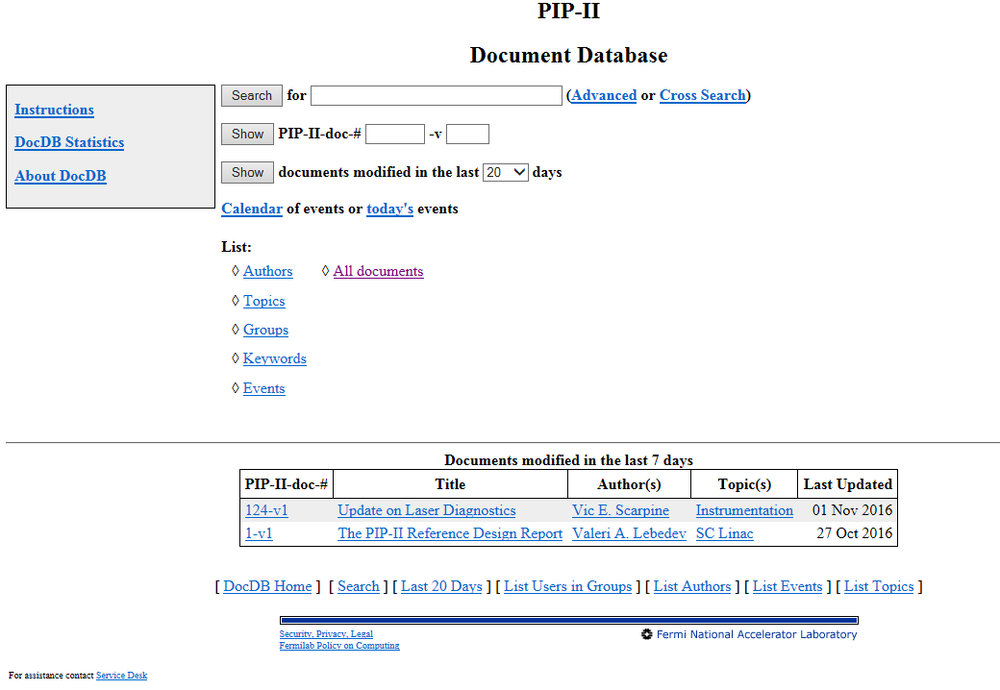 PIP-II
Document Database
Instructions
DocDB Statistics
About DocDB
Search for (Advanced or Cross Search)
Show PIP-II-doc-# -v
Show documents modified in the last 20 days
Calendar of events or today's events
List:
◊ Authors ◊ All documents
◊ Topics
◊ Groups
◊ Keywords
◊ Events
Documents modified in the last 7 days
PIP-II-doc-# Title Author(s) Topic(s) Last Updated
124-v1 Update on Laser Diagnostics Vic E. Scarpine Instrumentation 01 Nov 2016
1-v1 The PIP-II Reference Design Report Valeri A. Lebedev SC Linac 27 Oct 2016
[ DocDB Home ] [ Search ] [ Last 20 Days ] [ List Users in Groups ] [ List Authors ] [ List Events ] [ List Topics ]
Security, Privacy, Legal Fermi National Accelerator Laboratory
Fermilab Policy on Computing
For assistance contact Service Desk